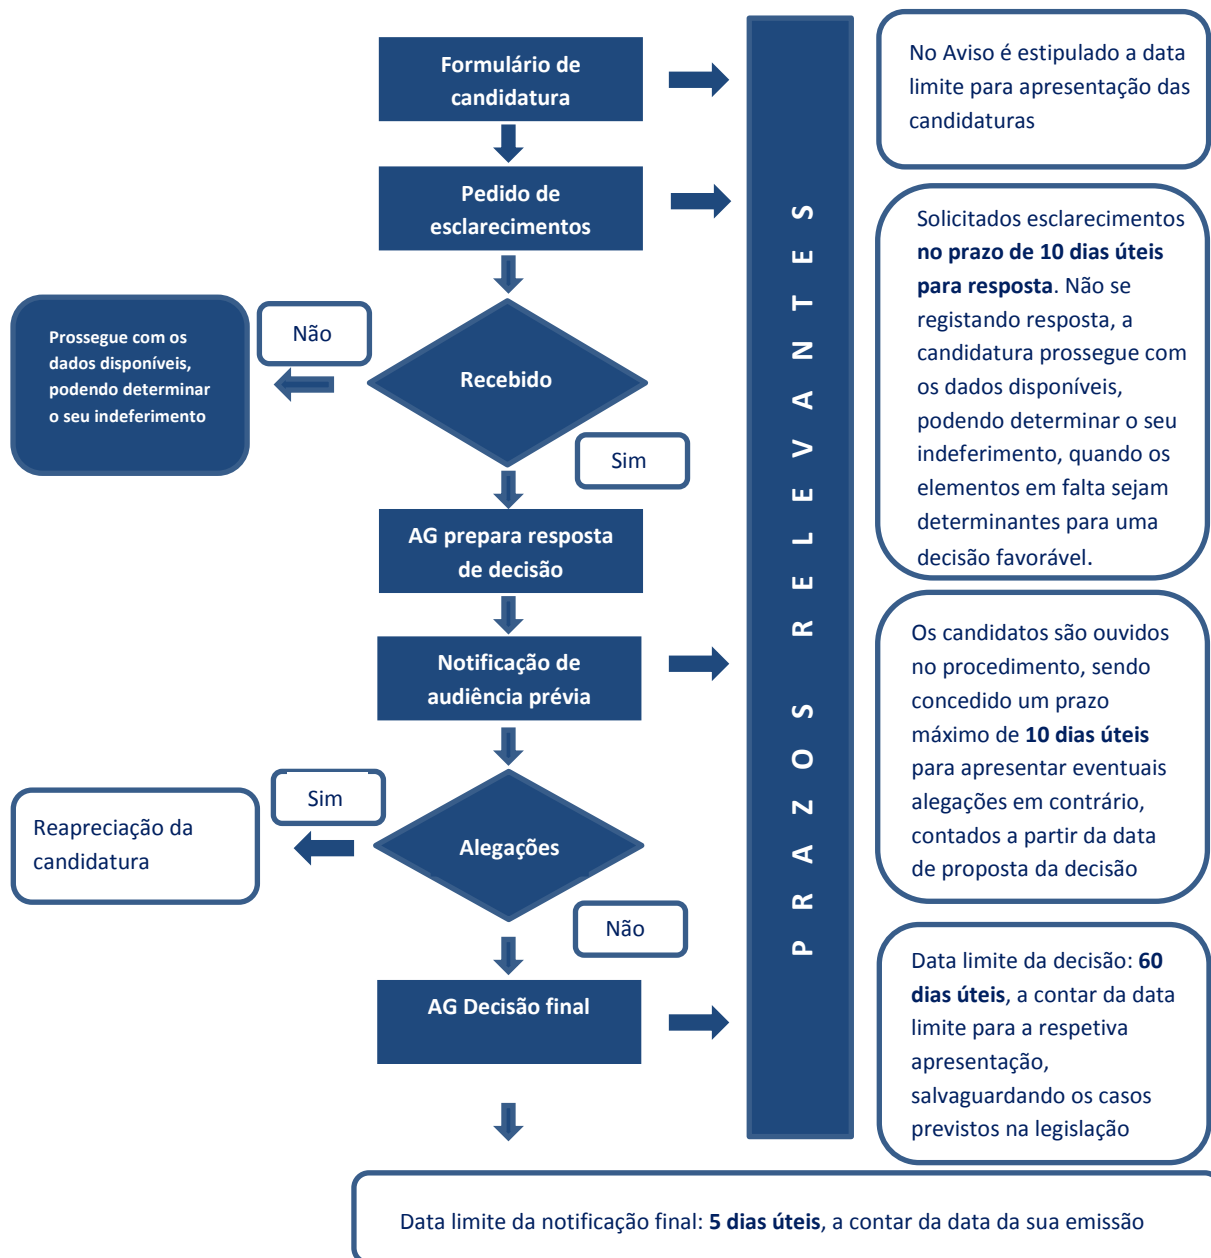 Formulário de
candidatura
No Aviso é estipulado a data
limite para apresentação das
candidaturas
Pedido de
esclarecimentos
Solicitados esclarecimentos
no prazo de 10 dias úteis
para resposta. Não se
registando resposta, a
candidatura prossegue com
os dados disponíveis,
podendo determinar o seu
indeferimento, quando os
elementos em falta sejam
determinantes para uma
decisão favorável.
Não
Prossegue com os
dados disponíveis,
podendo determinar
o seu indeferimento
Recebido
Sim
AG prepara resposta
de decisão
Notificação de
audiência prévia
Os candidatos são ouvidos
no procedimento, sendo
concedido um prazo
máximo de 10 dias úteis
para apresentar eventuais
alegações em contrário,
contados a partir da data
de proposta da decisão
Sim
Reapreciação da
candidatura
Alegações
Não
AG Decisão final
Data limite da decisão: 60
dias úteis, a contar da data
limite para a respetiva
apresentação,
salvaguardando os casos
previstos na legislação
PRAZOS RELEVANTES
Data limite da notificação final: 5 dias úteis, a contar da data da sua emissão